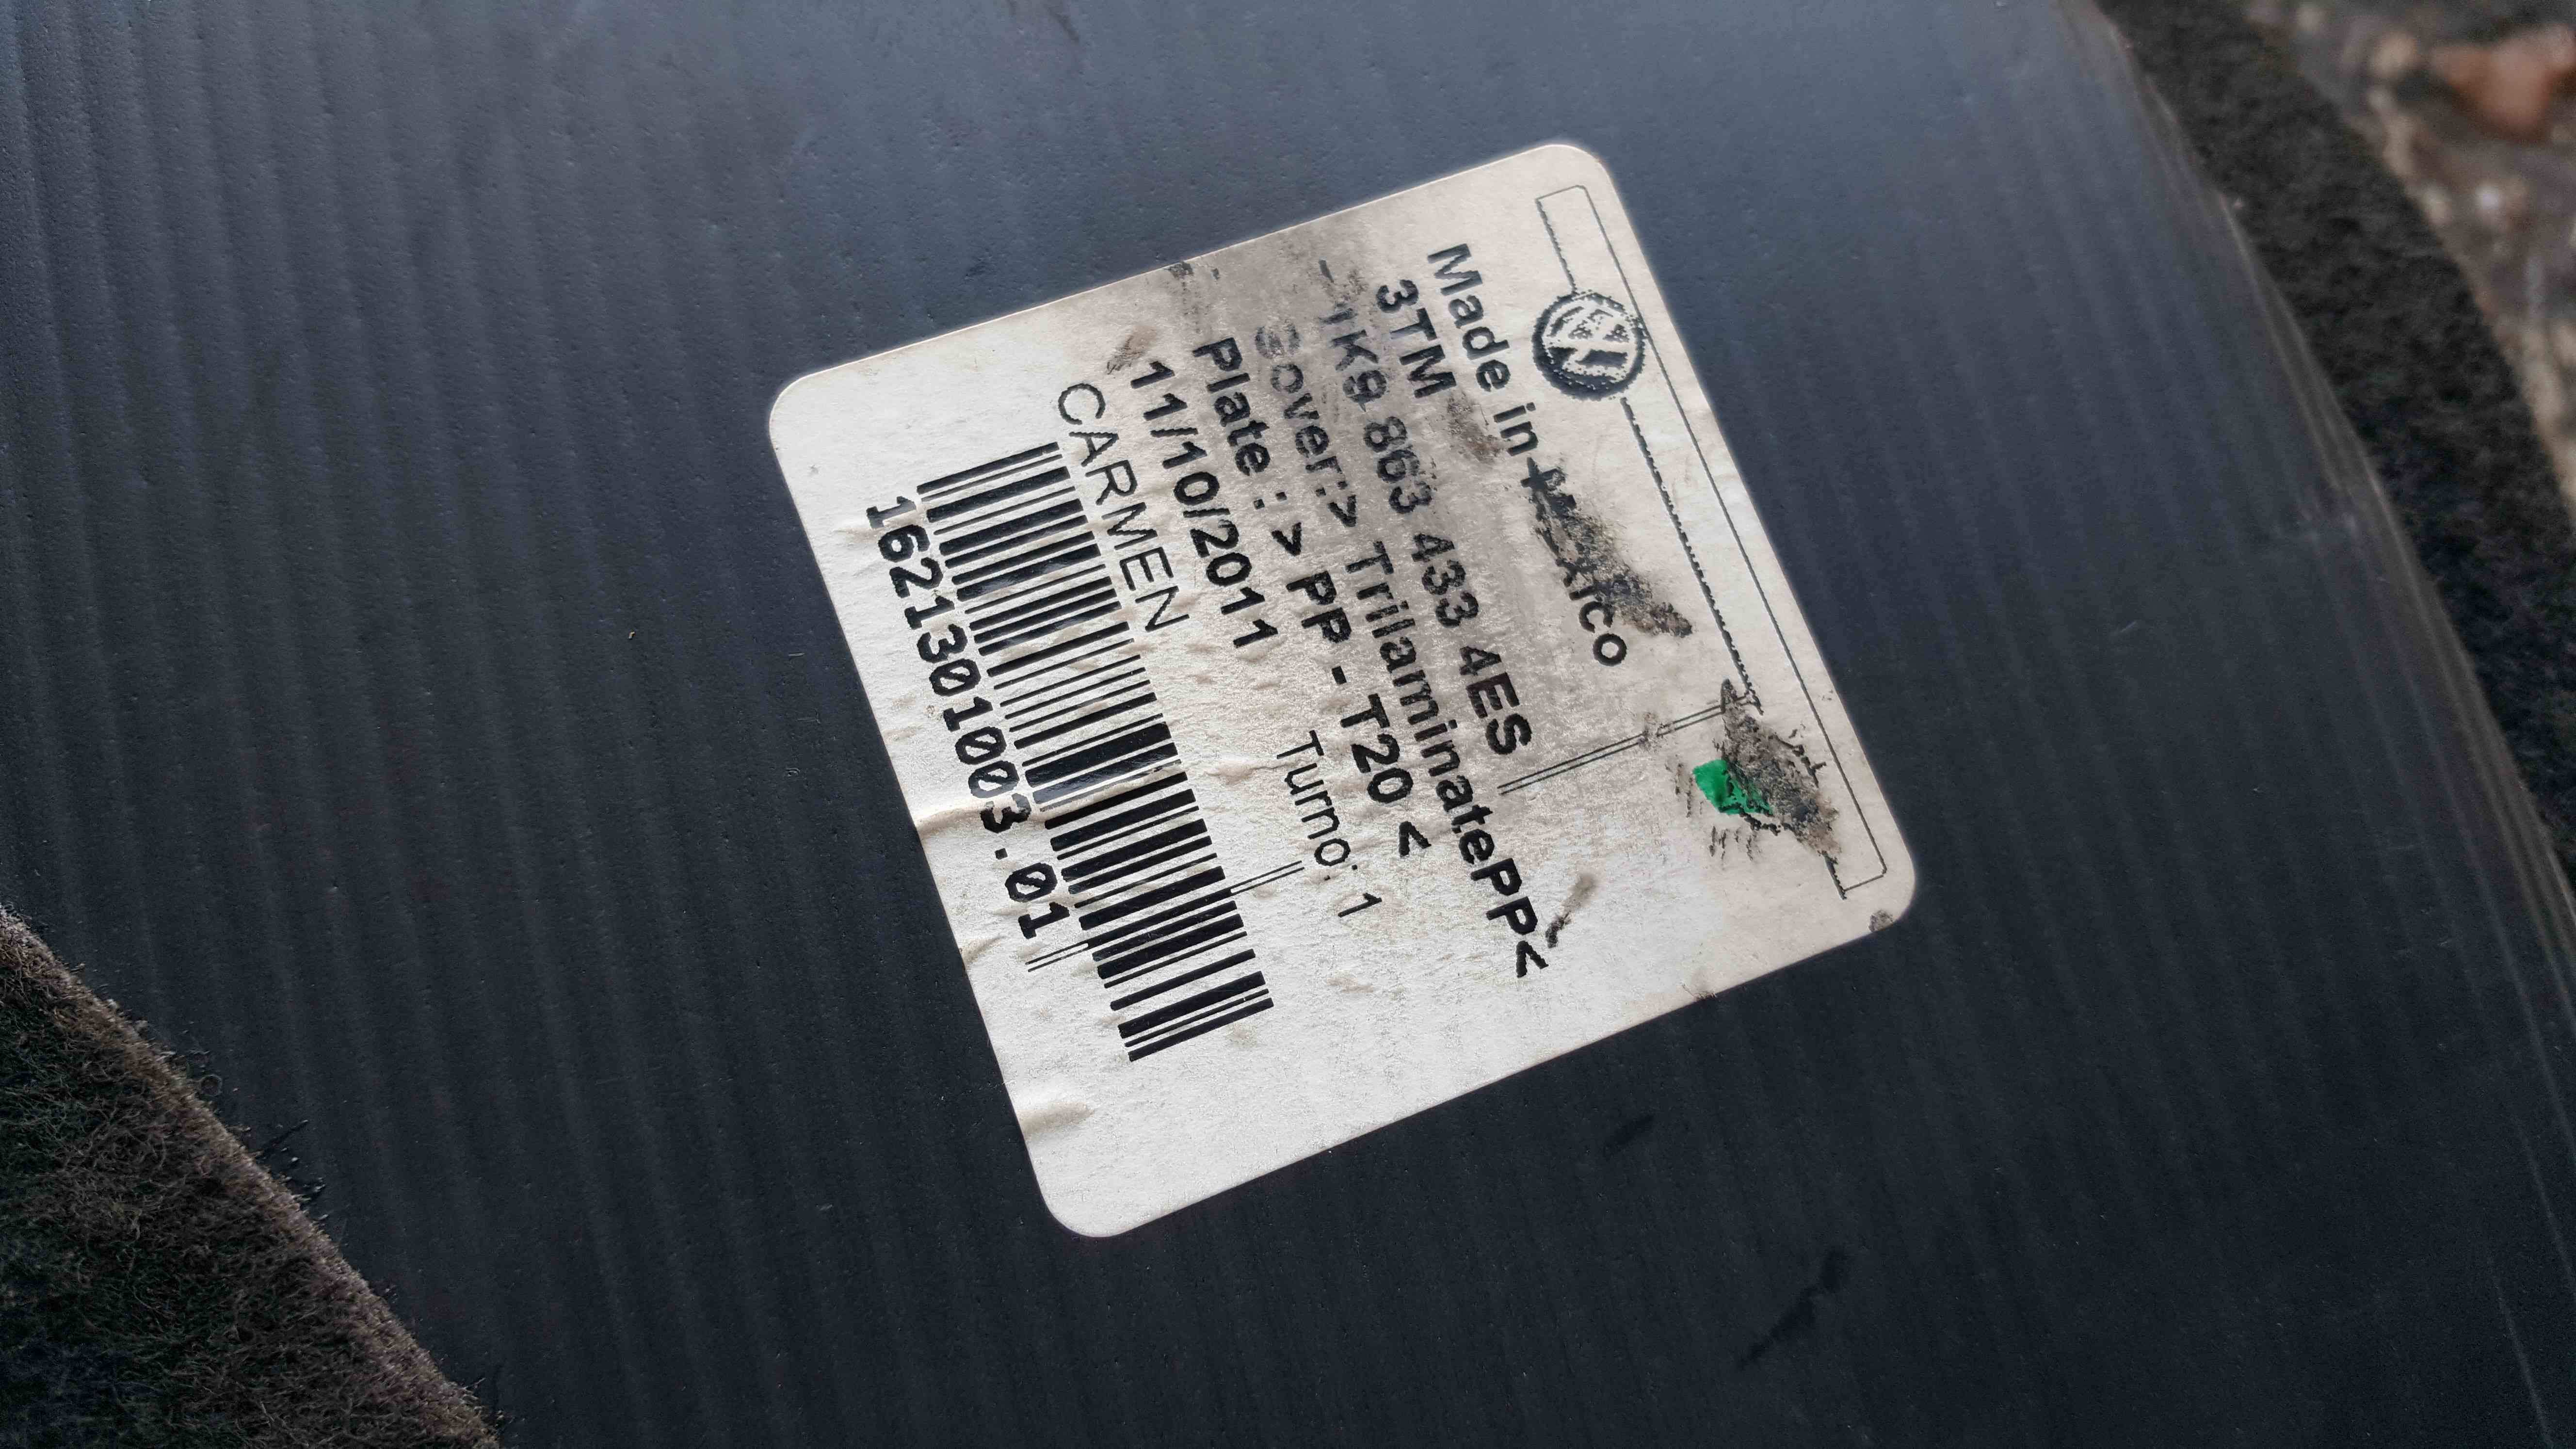 Made in Mexico
3TM
1K9 863 433 4ES
Cover:> TrilaminatePP<
Plate : > PP - T20 <
11/10/2011 Turno: 1
CARMEN
1621301003.01